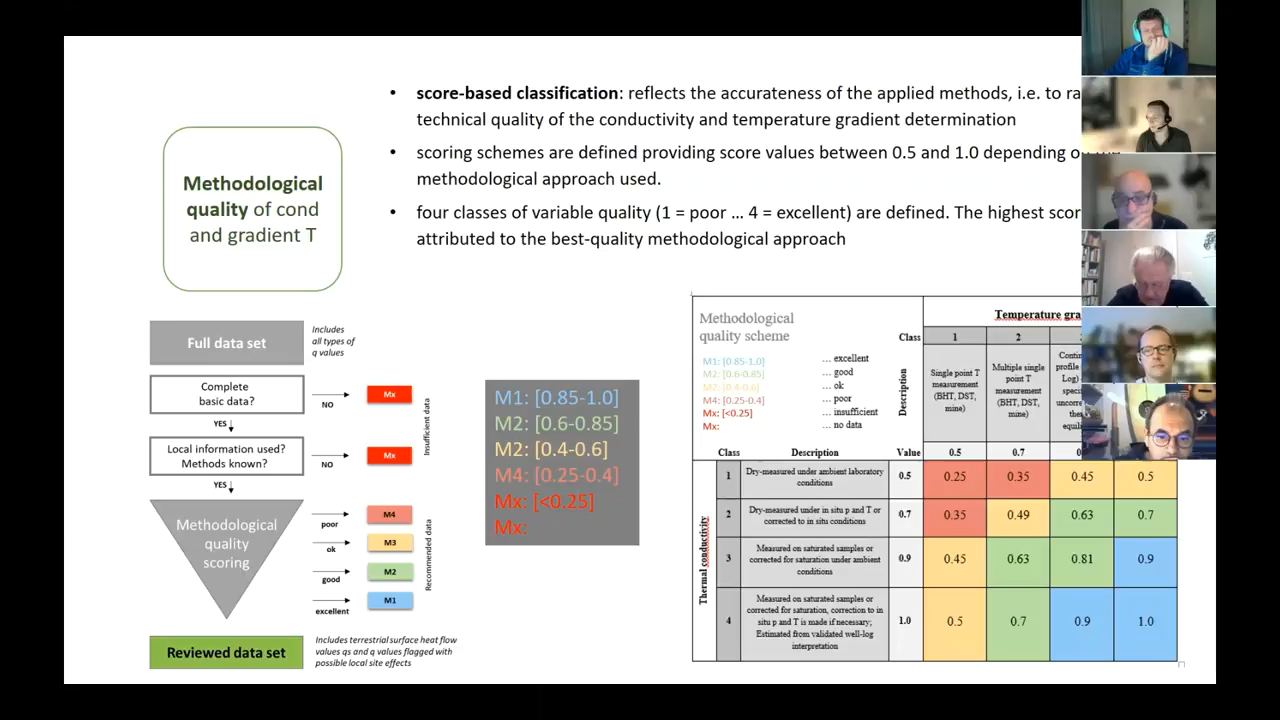 • score-based classification: reflects the accurateness of the applied methods, i.e. to ra
technical quality of the conductivity and temperature gradient determination
• scoring schemes are defined providing score values between 0.5 and 1.0 depending o
methodological approach used.
• four classes of variable quality (1 = poor ... 4 = excellent) are defined. The highest scor
attributed to the best-quality methodological approach
Methodological
quality of cond
and gradient T
Full data set
Includes
all types of
q values
Complete
basic data?
NO
Mx
YES
Local information used?
Methods known?
NO
Mx
YES
Insufficient data
Methodological
quality
scoring
poor
M4
ok
M3
good
M2
excellent
M1
Recommended data
Reviewed data set
Includes terrestrial surface heat flow
values qs and q values flagged with
possible local site effects
M1: [0.85-1.0]
M2: [0.6-0.85]
M2: [0.4-0.6]
M4: [0.25-0.4]
Mx: [<0.25]
Mx:
Methodological
quality scheme
M1: [0.85-1.0] ... excellent
M2: [0.6-0.85] ... good
M2: [0.4-0.6] ... ok
M4: [0.25-0.4] ... poor
Mx: [<0.25] ... insufficient
Mx: ... no data
Temperature gra
Class 1 2
Description
Single point T
measurement
(BHT, DST,
mine)
Multiple single
point T
measurement
(BHT, DST,
mine)
Contin
profile
Log)
speci
uncorre
the
equili
Class Description Value 0.5 0.7 0
Thermal conductivity
1 Dry-measured under ambient laboratory
conditions
0.5 0.25 0.35 0.45 0.5
2 Dry-measured under in situ p and T or
corrected to in situ conditions
0.7 0.35 0.49 0.63 0.7
3 Measured on saturated samples or
corrected for saturation under ambient
conditions
0.9 0.45 0.63 0.81 0.9
4 Measured on saturated samples or
corrected for saturation, correction to in
situ p and T is made if necessary;
Estimated from validated well-log
interpretation
1.0 0.5 0.7 0.9 1.0